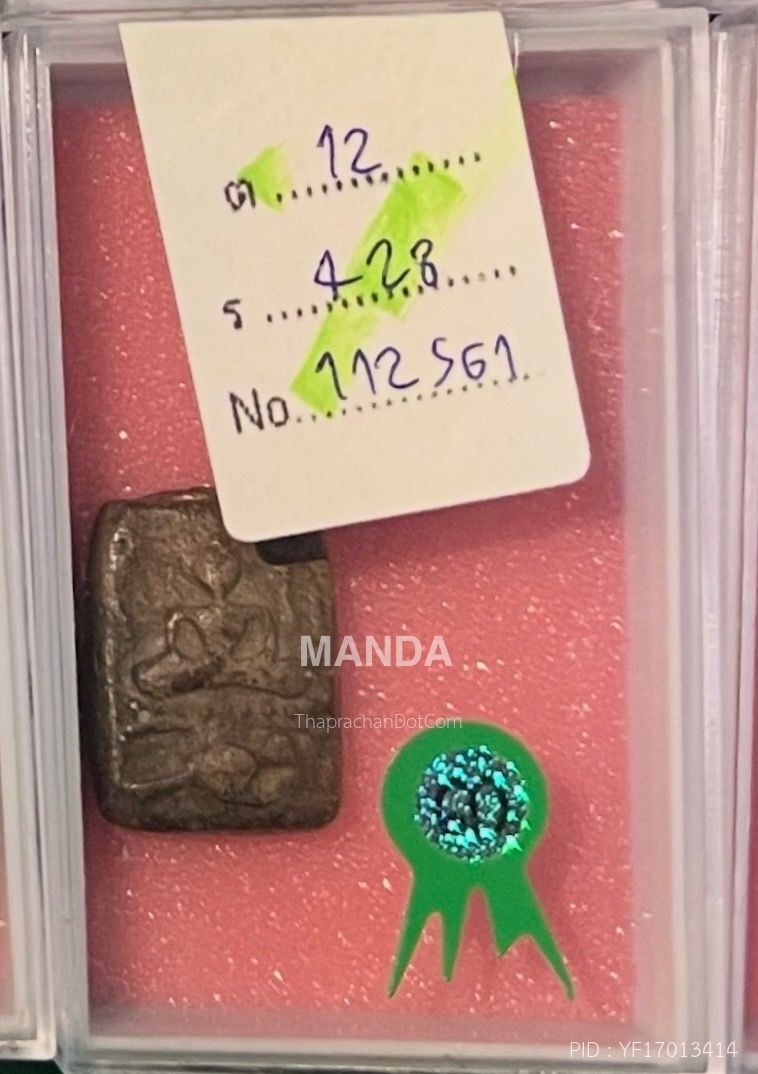 ต ..... 12 .....
ร ..... 428 .....
No. 112561
MANDA
ThaprachanDotCom
PID : YF17013414